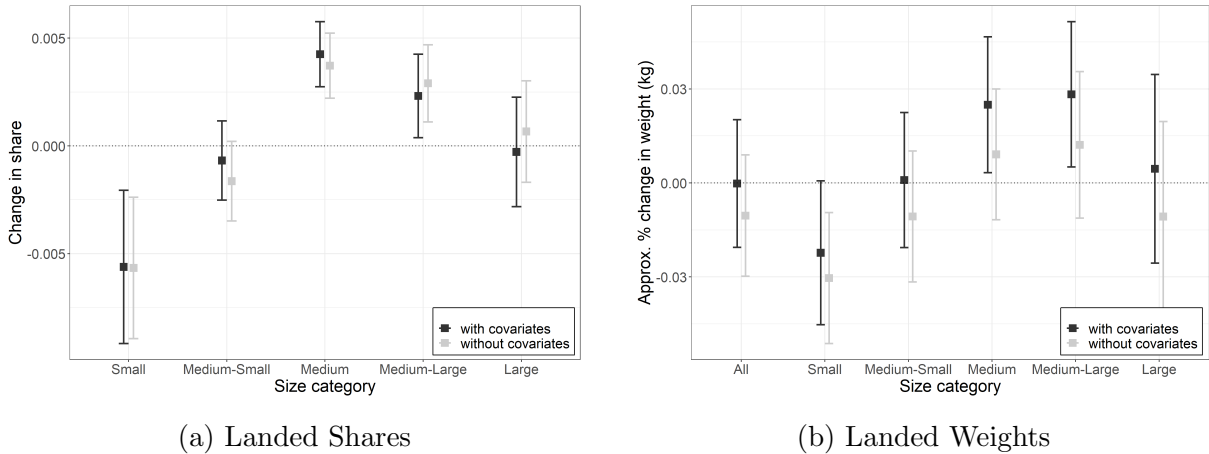 0.005
0.000
-0.005
Change in share
Small Medium-Small Medium Medium-Large Large
Size category
with covariates
without covariates
(a) Landed Shares
0.03
0.00
-0.03
Approx. % change in weight (kg)
All Small Medium-Small Medium Medium-Large Large
Size category
with covariates
without covariates
(b) Landed Weights